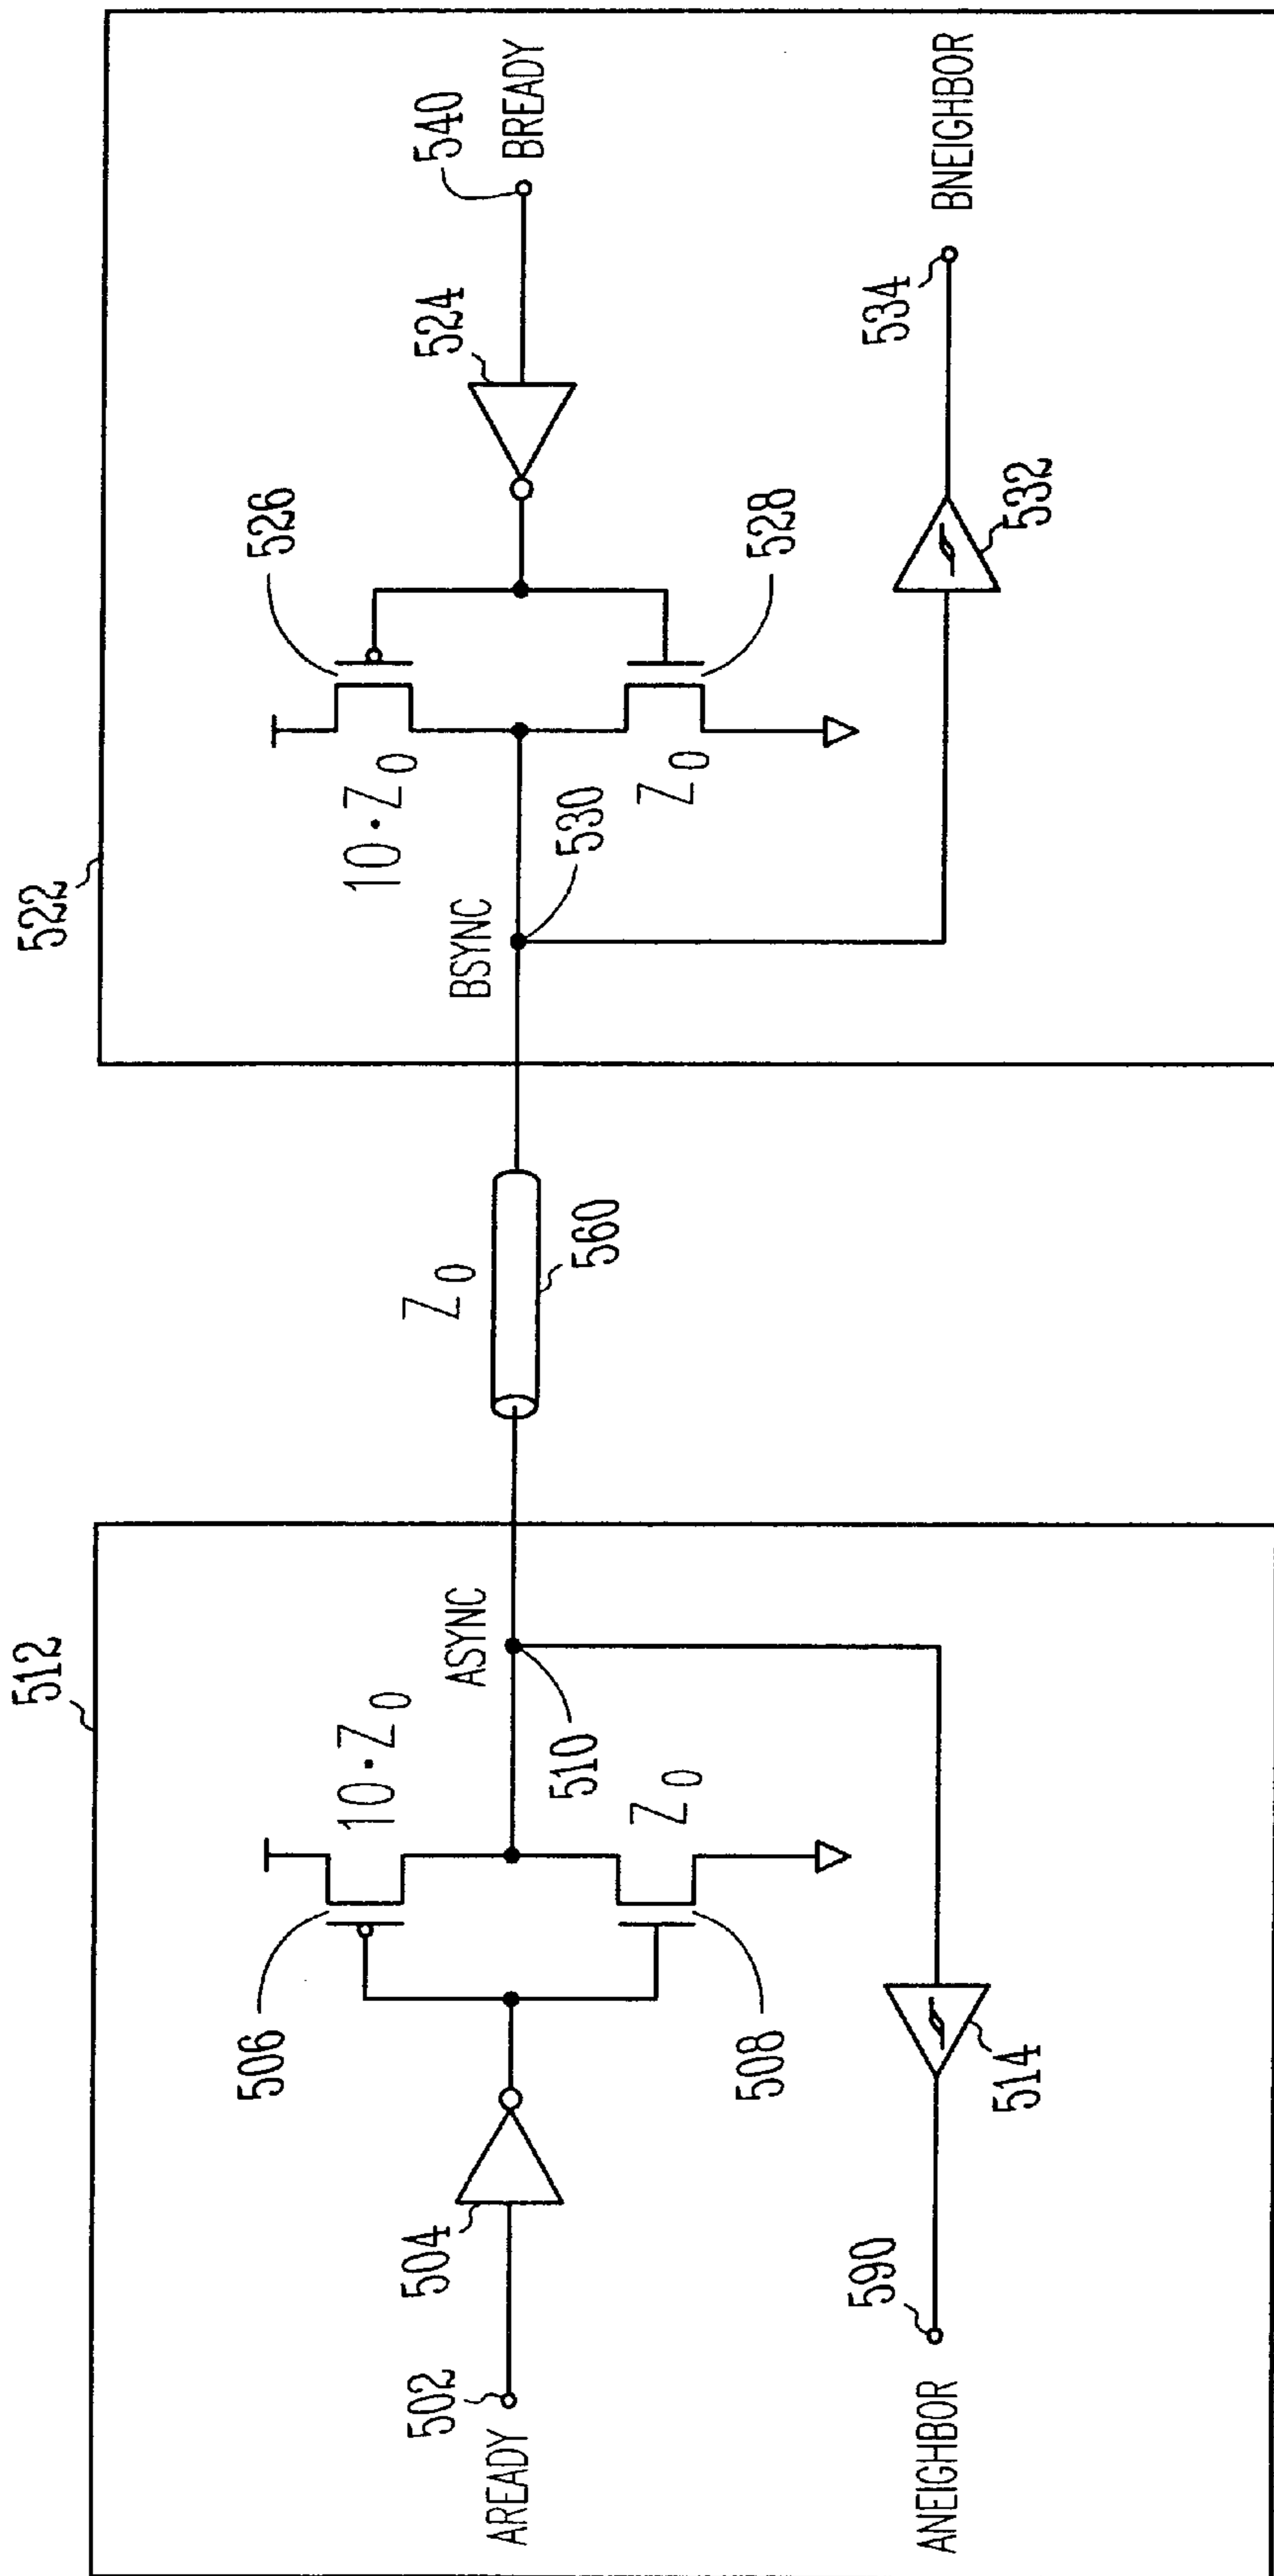 512
506
10·Z₀
ASYNC
504
502
AREADY
510
Z₀
508
514
590
ANEIGHBOR
Z₀
560
522
526
10·Z₀
BSYNC
530
Z₀
528
524
540
BREADY
532
534
BNEIGHBOR